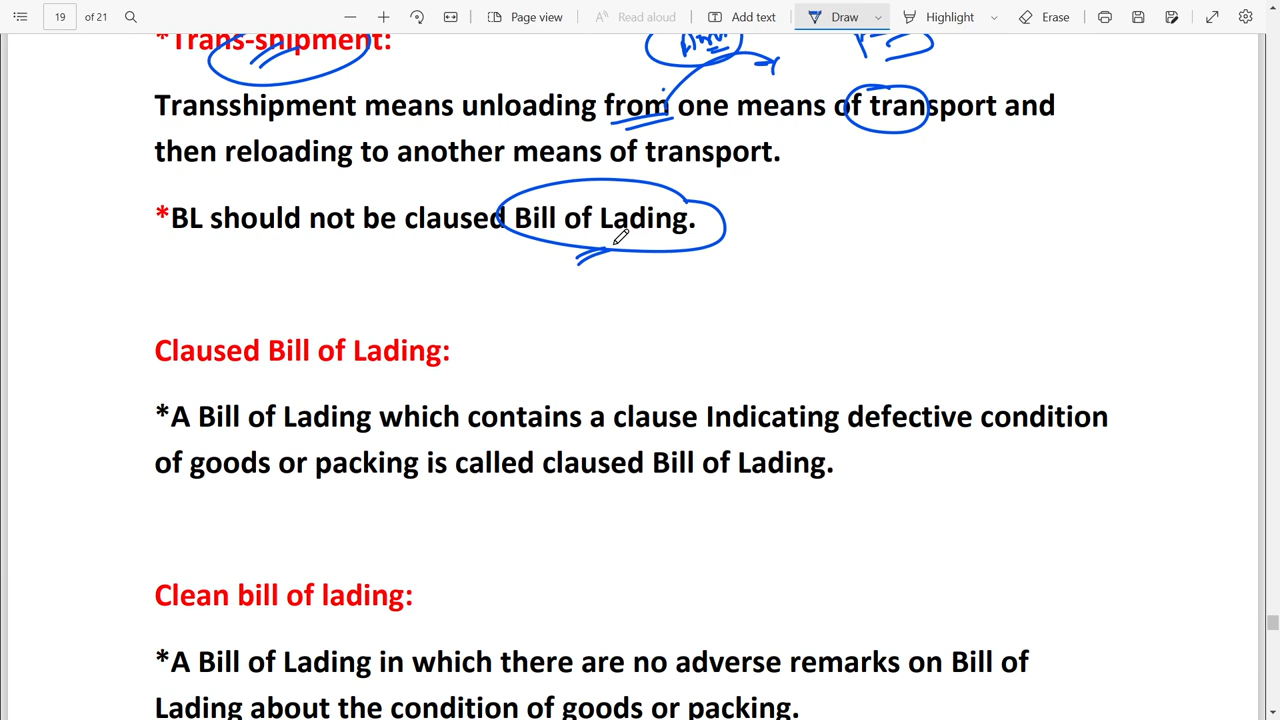 19 of 21 Page view Read aloud Add text Draw Highlight Erase
*Trans-shipment:
Transshipment means unloading from one means of transport and
then reloading to another means of transport.
*BL should not be claused Bill of Lading.
Claused Bill of Lading:
*A Bill of Lading which contains a clause Indicating defective condition
of goods or packing is called claused Bill of Lading.
Clean bill of lading:
*A Bill of Lading in which there are no adverse remarks on Bill of
Lading about the condition of goods or packing.